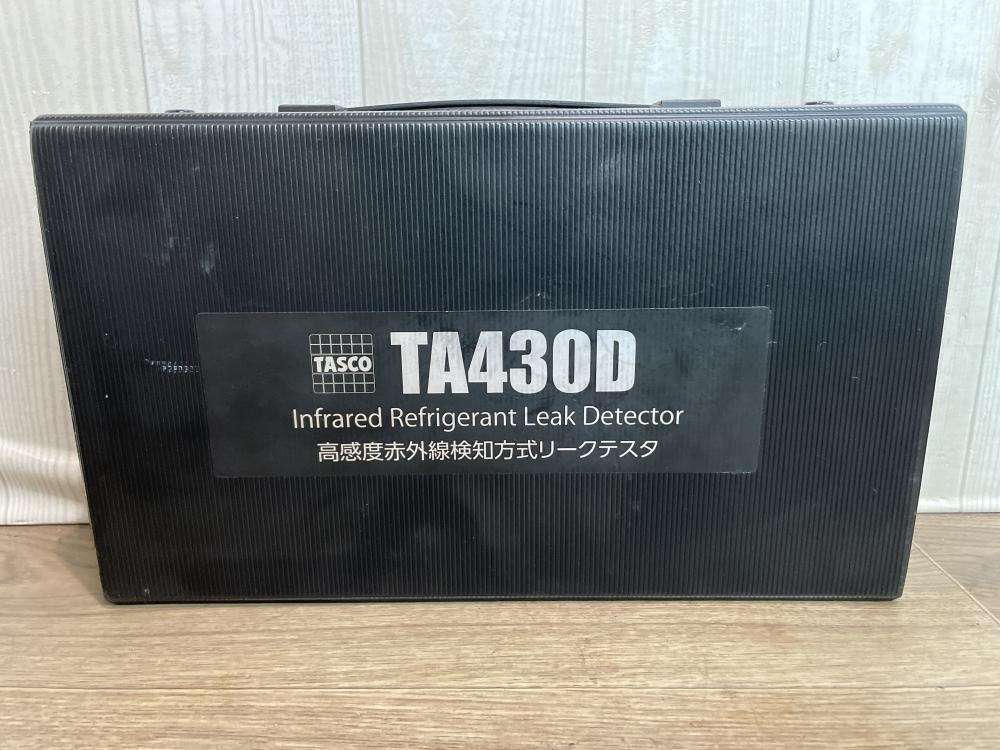 TASCO TA430D
Infrared Refrigerant Leak Detector
高感度赤外線検知方式リークテスタ